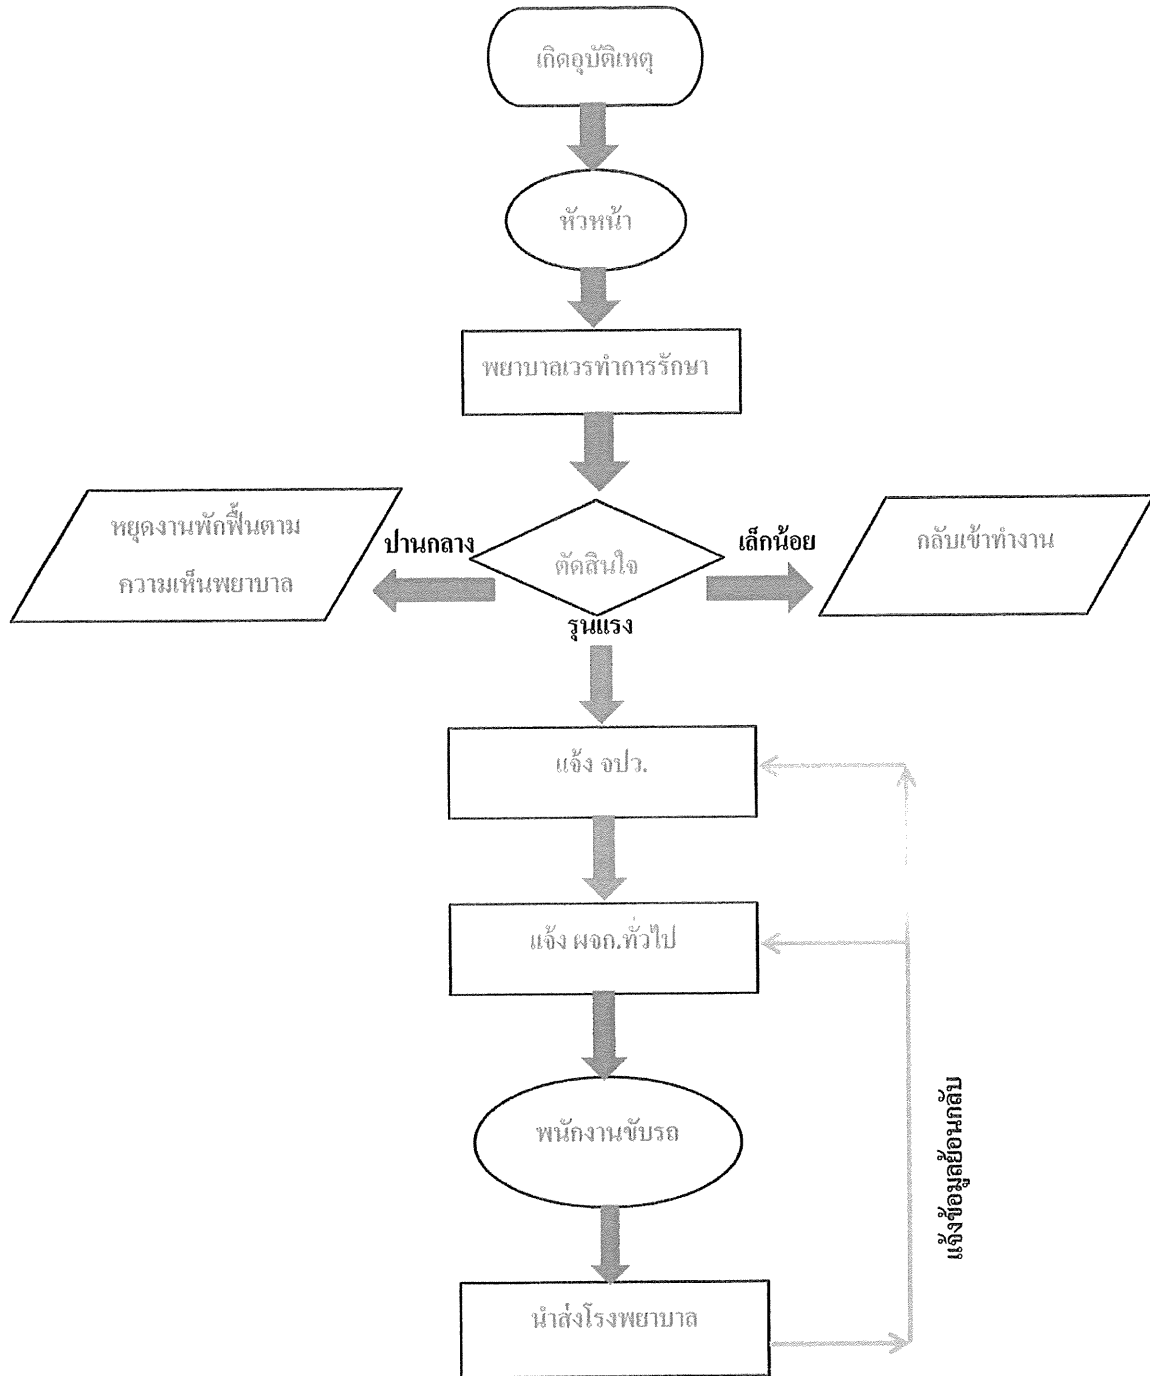 เกิดอุบัติเหตุ
หัวหน้า
พยาบาลเวรทำการรักษา
หยุดงานพักฟื้นตาม
ความเห็นพยาบาล
ปานกลาง
ตัดสินใจ
เล็กน้อย
กลับเข้าทำงาน
รุนแรง
แจ้ง จปว.
แจ้ง ผจก.ทั่วไป
พนักงานขับรถ
แจ้งข้อมูลย้อนกลับ
นำส่งโรงพยาบาล